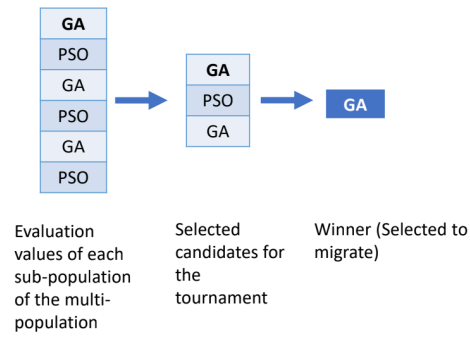 GA
PSO
GA
PSO
GA
PSO
GA
PSO
GA
GA
Evaluation
values of each
sub-population
of the multi-
population
Selected
candidates for
the
tournament
Winner (Selected to
migrate)